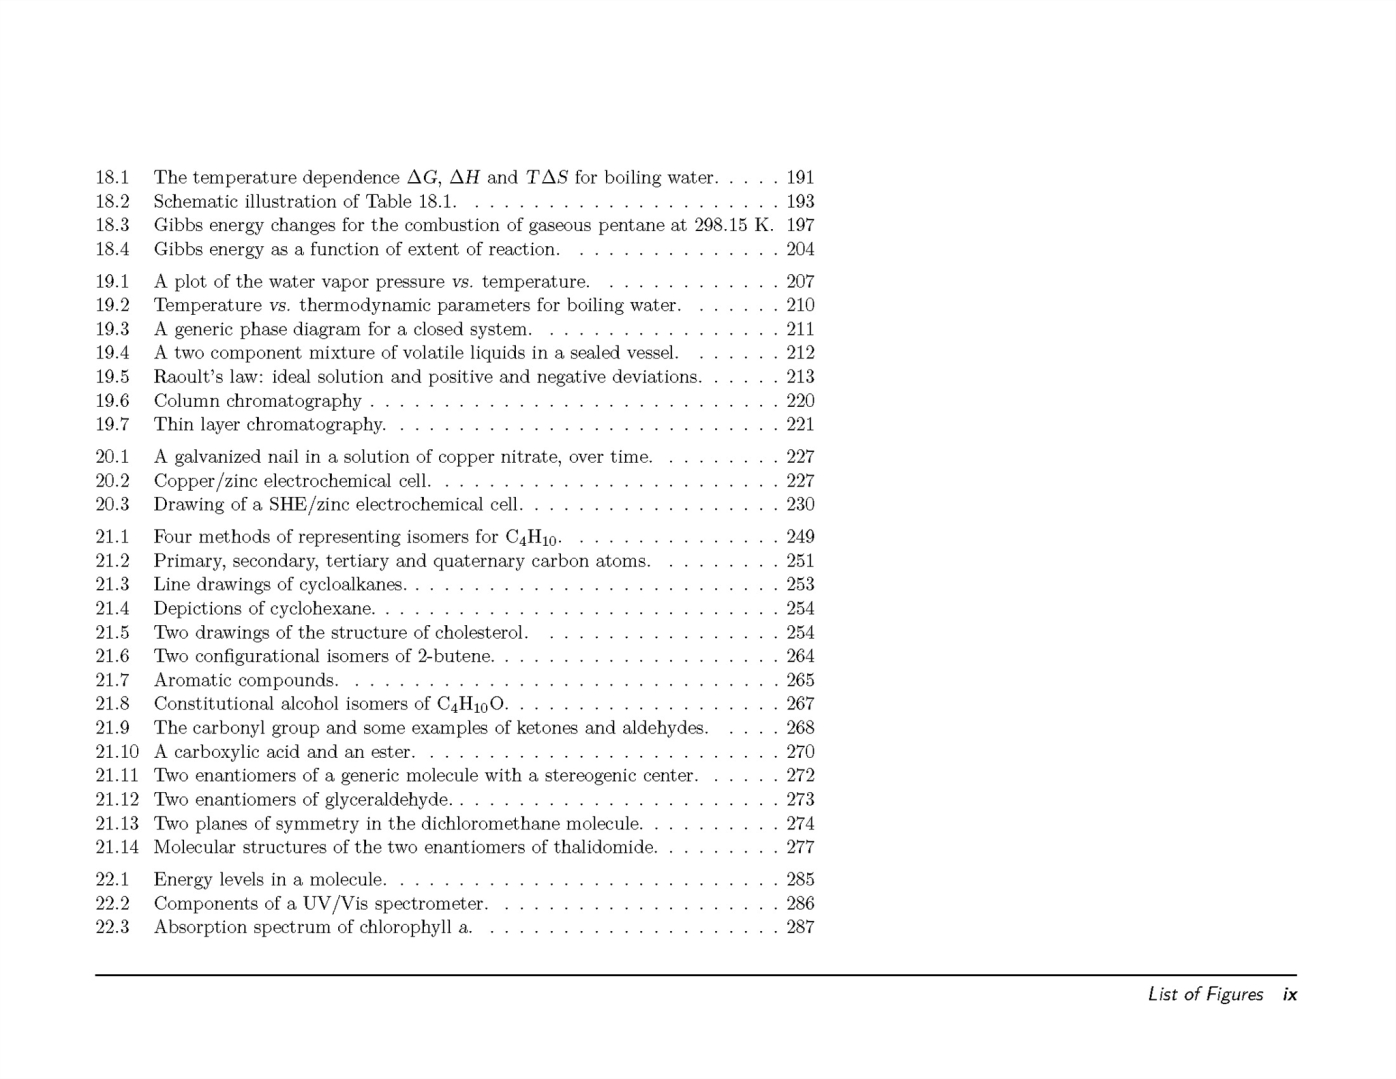 18.1 The temperature dependence ΔG, ΔH and TΔS for boiling water. . . . . . 191
18.2 Schematic illustration of Table 18.1. . . . . . . . . . . . . . . . . . . . . . 193
18.3 Gibbs energy changes for the combustion of gaseous pentane at 298.15 K. 197
18.4 Gibbs energy as a function of extent of reaction. . . . . . . . . . . . . . . 204
19.1 A plot of the water vapor pressure vs. temperature. . . . . . . . . . . . . 207
19.2 Temperature vs. thermodynamic parameters for boiling water. . . . . . . 210
19.3 A generic phase diagram for a closed system. . . . . . . . . . . . . . . . . 211
19.4 A two component mixture of volatile liquids in a sealed vessel. . . . . . . 212
19.5 Raoult's law: ideal solution and positive and negative deviations. . . . . . 213
19.6 Column chromatography . . . . . . . . . . . . . . . . . . . . . . . . . . . . 220
19.7 Thin layer chromatography. . . . . . . . . . . . . . . . . . . . . . . . . . . 221
20.1 A galvanized nail in a solution of copper nitrate, over time. . . . . . . . . 227
20.2 Copper/zinc electrochemical cell. . . . . . . . . . . . . . . . . . . . . . . . 227
20.3 Drawing of a SHE/zinc electrochemical cell. . . . . . . . . . . . . . . . . . 230
21.1 Four methods of representing isomers for C₄H₁₀. . . . . . . . . . . . . . . 249
21.2 Primary, secondary, tertiary and quaternary carbon atoms. . . . . . . . . 251
21.3 Line drawings of cycloalkanes. . . . . . . . . . . . . . . . . . . . . . . . . . 253
21.4 Depictions of cyclohexane. . . . . . . . . . . . . . . . . . . . . . . . . . . . 254
21.5 Two drawings of the structure of cholesterol. . . . . . . . . . . . . . . . . 254
21.6 Two configurational isomers of 2-butene. . . . . . . . . . . . . . . . . . . . 264
21.7 Aromatic compounds. . . . . . . . . . . . . . . . . . . . . . . . . . . . . . 265
21.8 Constitutional alcohol isomers of C₄H₁₀O. . . . . . . . . . . . . . . . . . . 267
21.9 The carbonyl group and some examples of ketones and aldehydes. . . . . 268
21.10 A carboxylic acid and an ester. . . . . . . . . . . . . . . . . . . . . . . . . 270
21.11 Two enantiomers of a generic molecule with a stereogenic center. . . . . . 272
21.12 Two enantiomers of glyceraldehyde. . . . . . . . . . . . . . . . . . . . . . . 273
21.13 Two planes of symmetry in the dichloromethane molecule. . . . . . . . . . 274
21.14 Molecular structures of the two enantiomers of thalidomide. . . . . . . . . 277
22.1 Energy levels in a molecule. . . . . . . . . . . . . . . . . . . . . . . . . . . 285
22.2 Components of a UV/Vis spectrometer. . . . . . . . . . . . . . . . . . . . 286
22.3 Absorption spectrum of chlorophyll a. . . . . . . . . . . . . . . . . . . . . 287
List of Figures ix